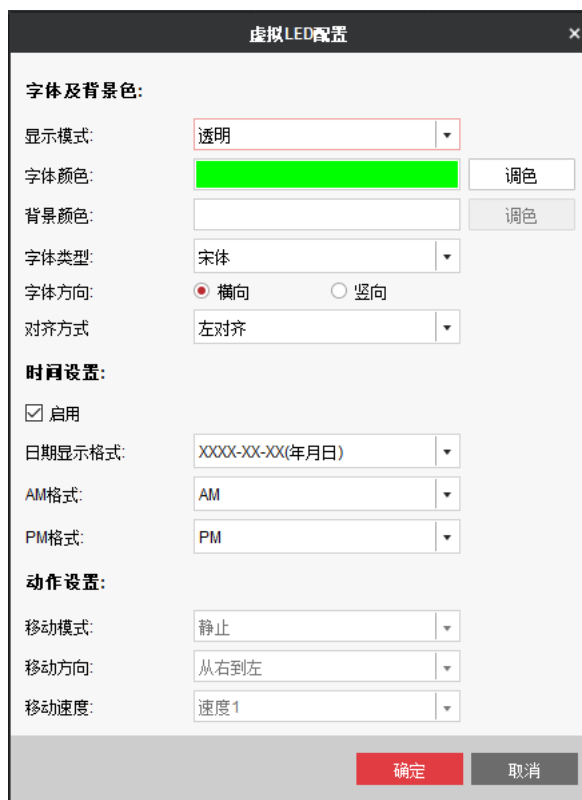 虚拟LED配置 ×
字体及背景色:
显示模式: 透明
字体颜色: 调色
背景颜色: 调色
字体类型: 宋体
字体方向: 横向 竖向
对齐方式 左对齐
时间设置:
启用
日期显示格式: XXXX-XX-XX(年月日)
AM格式: AM
PM格式: PM
动作设置:
移动模式: 静止
移动方向: 从右到左
移动速度: 速度1
确定 取消